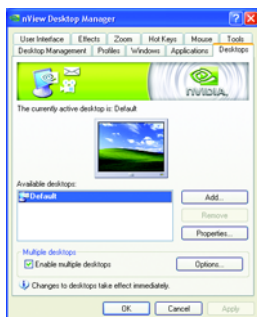 nView Desktop Manager
User Interface Effects Zoom Hot Keys Mouse Tools
Desktop Management Profiles Windows Applications Desktops
nVIDIA.
The currently active desktop is: Default
Available desktops:
Default
Add...
Remove
Properties...
Multiple desktops
Enable multiple desktops
Options...
Changes to desktops take effect immediately.
OK Cancel Apply